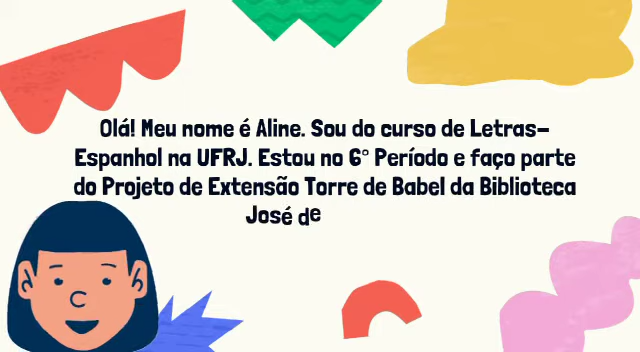 Olá! Meu nome é Aline. Sou do curso de Letras-
Espanhol na UFRJ. Estou no 6° Período e faço parte
do Projeto de Extensão Torre de Babel da Biblioteca
José de